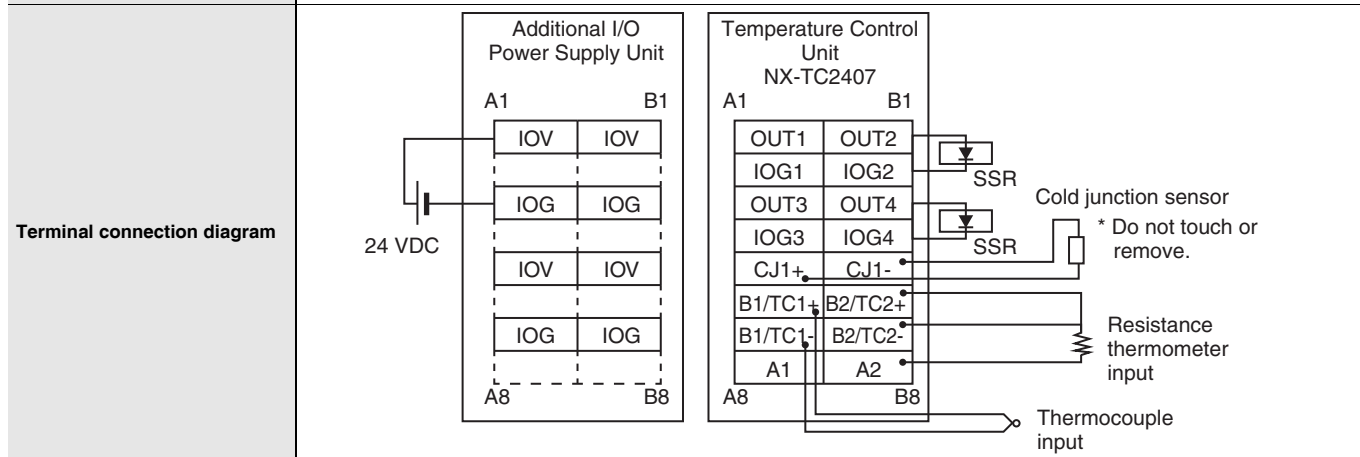 Terminal connection diagram
Additional I/O
Power Supply Unit
A1 B1
IOV IOV
IOG IOG
24 VDC
IOV IOV
IOG IOG
A8 B8
Temperature Control
Unit
NX-TC2407
A1 B1
OUT1 OUT2
IOG1 IOG2
SSR
OUT3 OUT4
IOG3 IOG4
SSR
CJ1+ CJ1-
B1/TC1+ B2/TC2+
B1/TC1- B2/TC2-
A1 A2
A8 B8
Cold junction sensor
* Do not touch or
remove.
Resistance
thermometer
input
Thermocouple
input